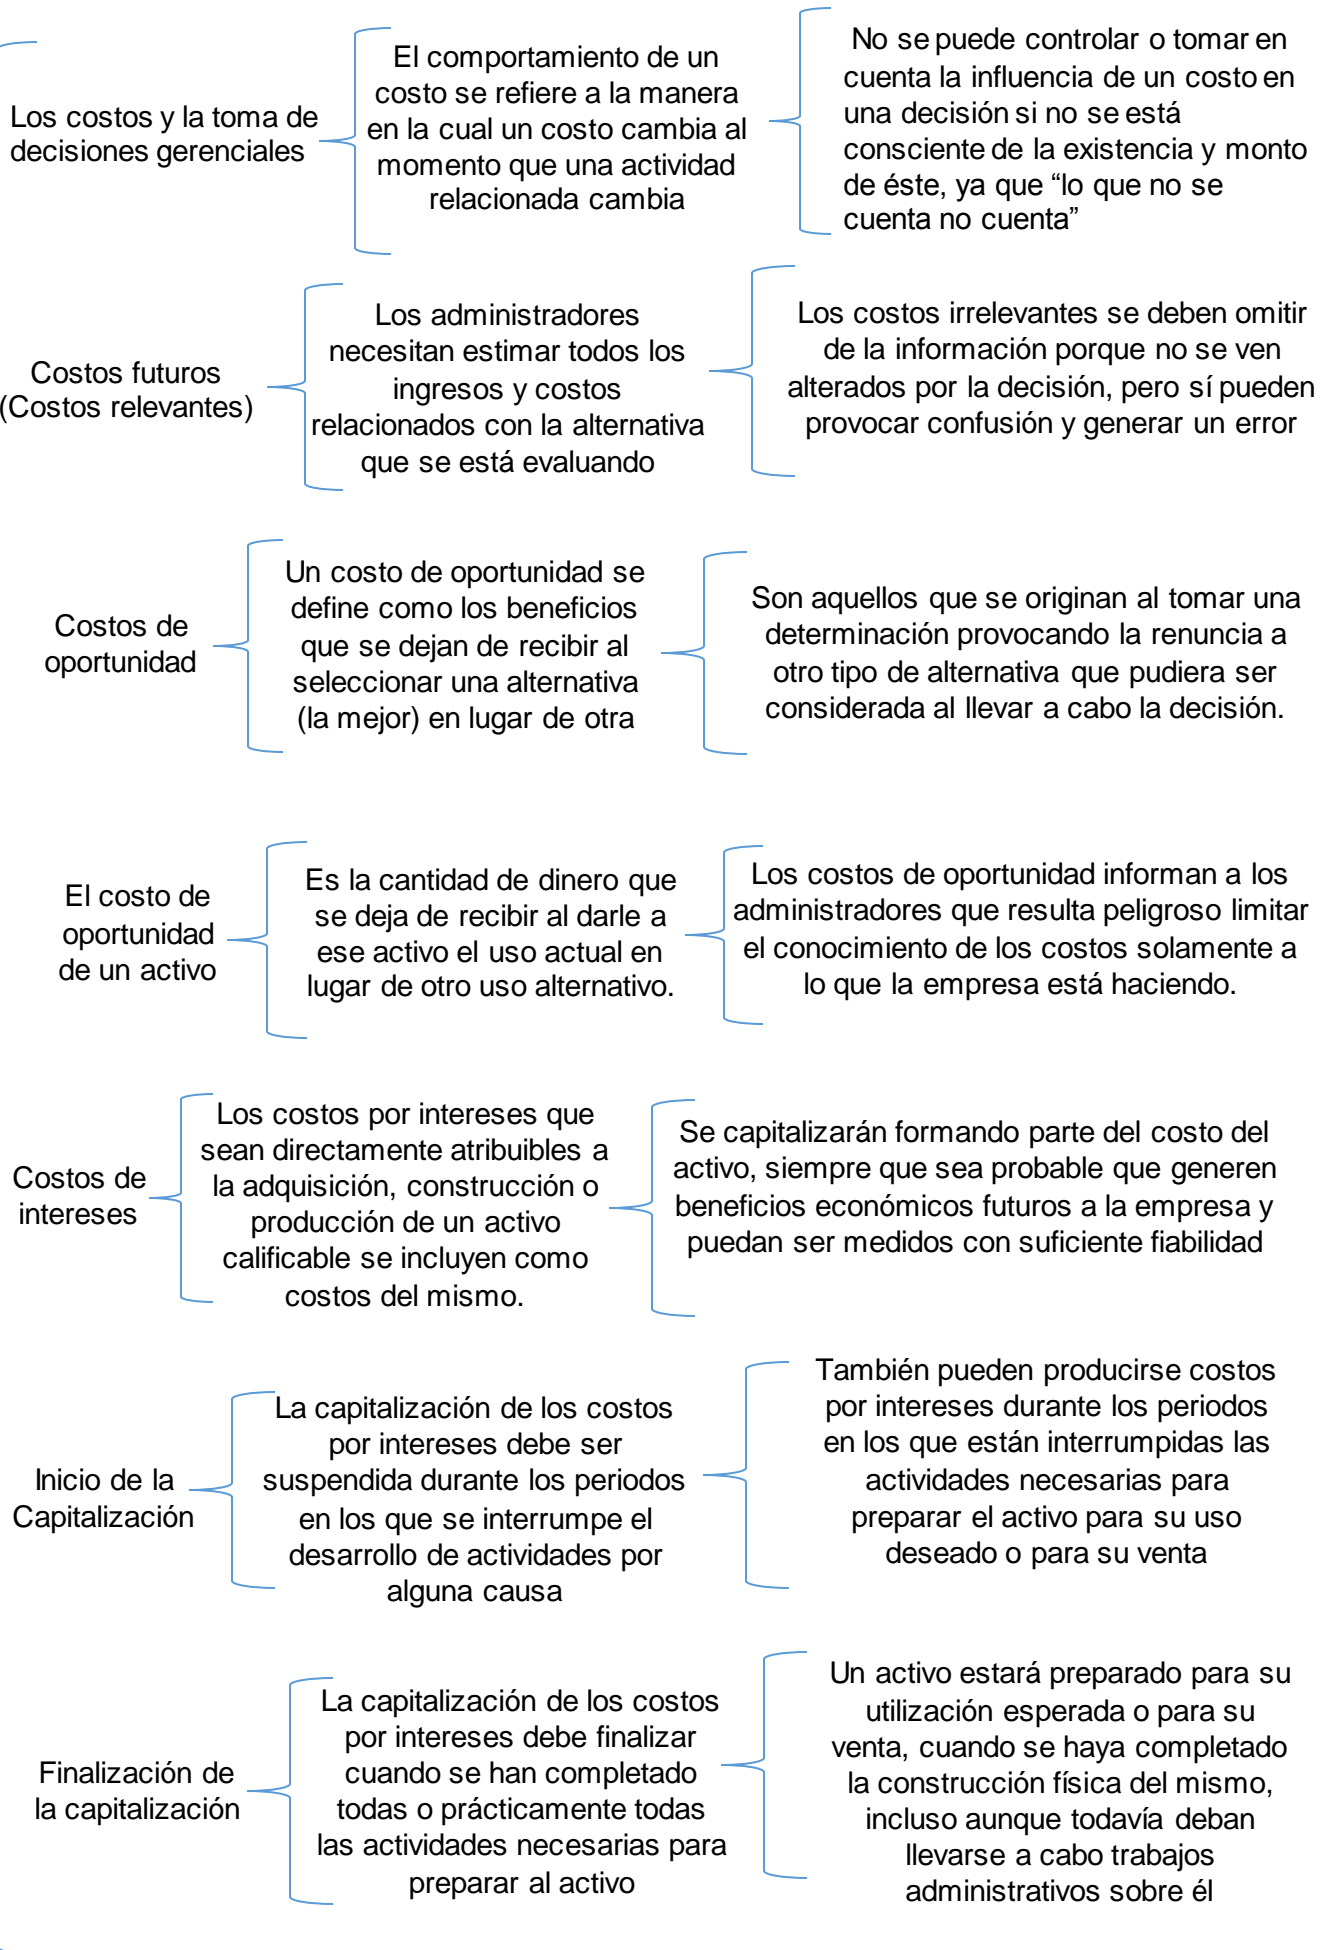 Los costos y la toma de
decisiones gerenciales
El comportamiento de un
costo se refiere a la manera
en la cual un costo cambia al
momento que una actividad
relacionada cambia
No se puede controlar o tomar en
cuenta la influencia de un costo en
una decisión si no se está
consciente de la existencia y monto
de éste, ya que “lo que no se
cuenta no cuenta”
Costos futuros
(Costos relevantes)
Los administradores
necesitan estimar todos los
ingresos y costos
relacionados con la alternativa
que se está evaluando
Los costos irrelevantes se deben omitir
de la información porque no se ven
alterados por la decisión, pero sí pueden
provocar confusión y generar un error
Costos de
oportunidad
Un costo de oportunidad se
define como los beneficios
que se dejan de recibir al
seleccionar una alternativa
(la mejor) en lugar de otra
Son aquellos que se originan al tomar una
determinación provocando la renuncia a
otro tipo de alternativa que pudiera ser
considerada al llevar a cabo la decisión.
El costo de
oportunidad
de un activo
Es la cantidad de dinero que
se deja de recibir al darle a
ese activo el uso actual en
lugar de otro uso alternativo.
Los costos de oportunidad informan a los
administradores que resulta peligroso limitar
el conocimiento de los costos solamente a
lo que la empresa está haciendo.
Costos de
intereses
Los costos por intereses que
sean directamente atribuibles a
la adquisición, construcción o
producción de un activo
calificable se incluyen como
costos del mismo.
Se capitalizarán formando parte del costo del
activo, siempre que sea probable que generen
beneficios económicos futuros a la empresa y
puedan ser medidos con suficiente fiabilidad
Inicio de la
Capitalización
La capitalización de los costos
por intereses debe ser
suspendida durante los periodos
en los que se interrumpe el
desarrollo de actividades por
alguna causa
También pueden producirse costos
por intereses durante los periodos
en los que están interrumpidas las
actividades necesarias para
preparar el activo para su uso
deseado o para su venta
Finalización de
la capitalización
La capitalización de los costos
por intereses debe finalizar
cuando se han completado
todas o prácticamente todas
las actividades necesarias para
preparar al activo
Un activo estará preparado para su
utilización esperada o para su
venta, cuando se haya completado
la construcción física del mismo,
incluso aunque todavía deban
llevarse a cabo trabajos
administrativos sobre él